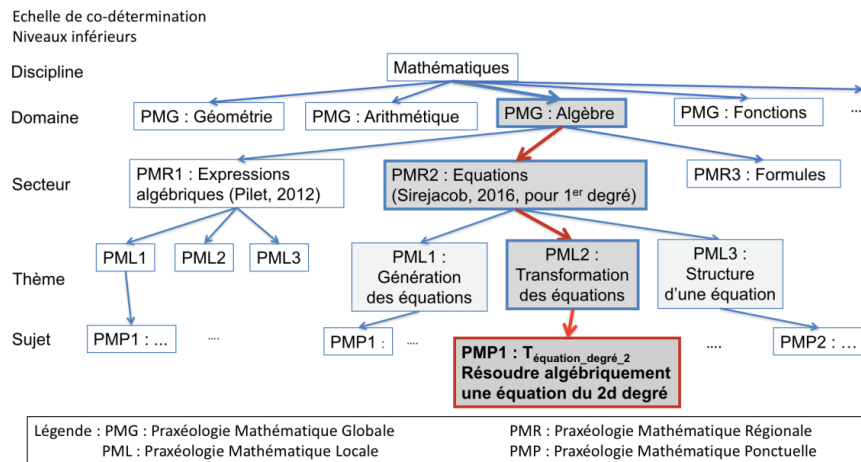 Echelle de co-détermination
Niveaux inférieurs
Discipline
Mathématiques
Domaine
PMG : Géométrie
PMG : Arithmétique
PMG : Algèbre
PMG : Fonctions
...
Secteur
PMR1 : Expressions
algébriques (Pilet, 2012)
PMR2 : Equations
(Sirejacob, 2016, pour 1er degré)
PMR3 : Formules
Thème
PML1
PML2
PML3
PML1 :
Génération
des équations
PML2 :
Transformation
des équations
PML3 :
Structure
d'une équation
Sujet
PMP1 : ...
....
PMP1 :
....
PMP1 : Téquation_degré_2
Résoudre algébriquement
une équation du 2d degré
....
PMP2 : ...
Légende : PMG : Praxéologie Mathématique Globale
PMR : Praxéologie Mathématique Régionale
PML : Praxéologie Mathématique Locale
PMP : Praxéologie Mathématique Ponctuelle